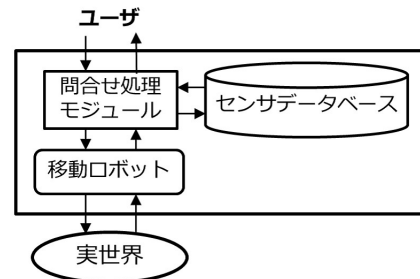 ユーザ
問合せ処理
モジュール
センサデータベース
移動ロボット
実世界